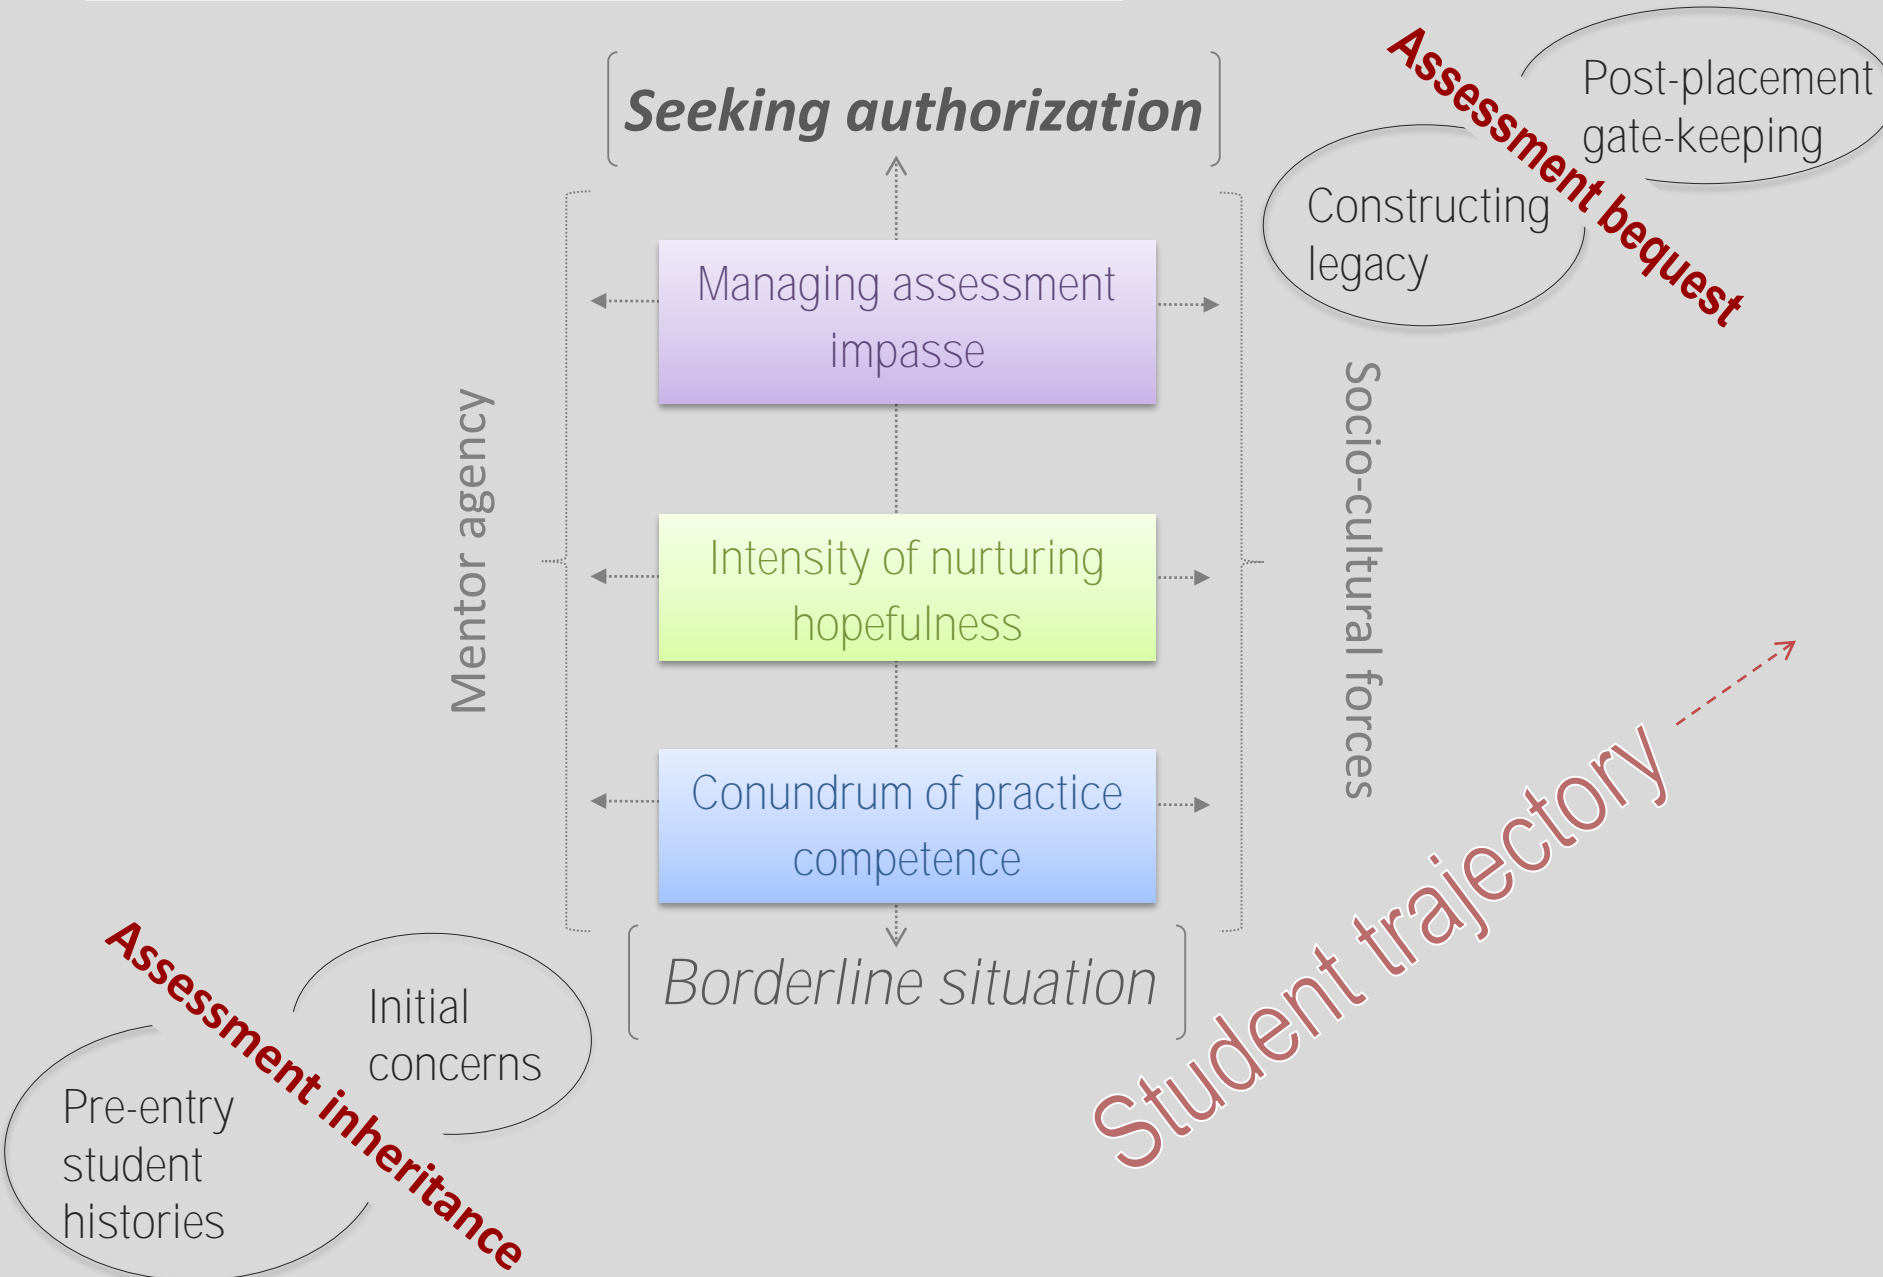 Seeking authorization
Assessment bequest
Post-placement
gate-keeping
Constructing
legacy
Managing assessment
impasse
Mentor agency
Socio-cultural forces
Intensity of nurturing
hopefulness
Conundrum of practice
competence
Borderline situation
Student trajectory
Assessment inheritance
Initial
concerns
Pre-entry
student
histories